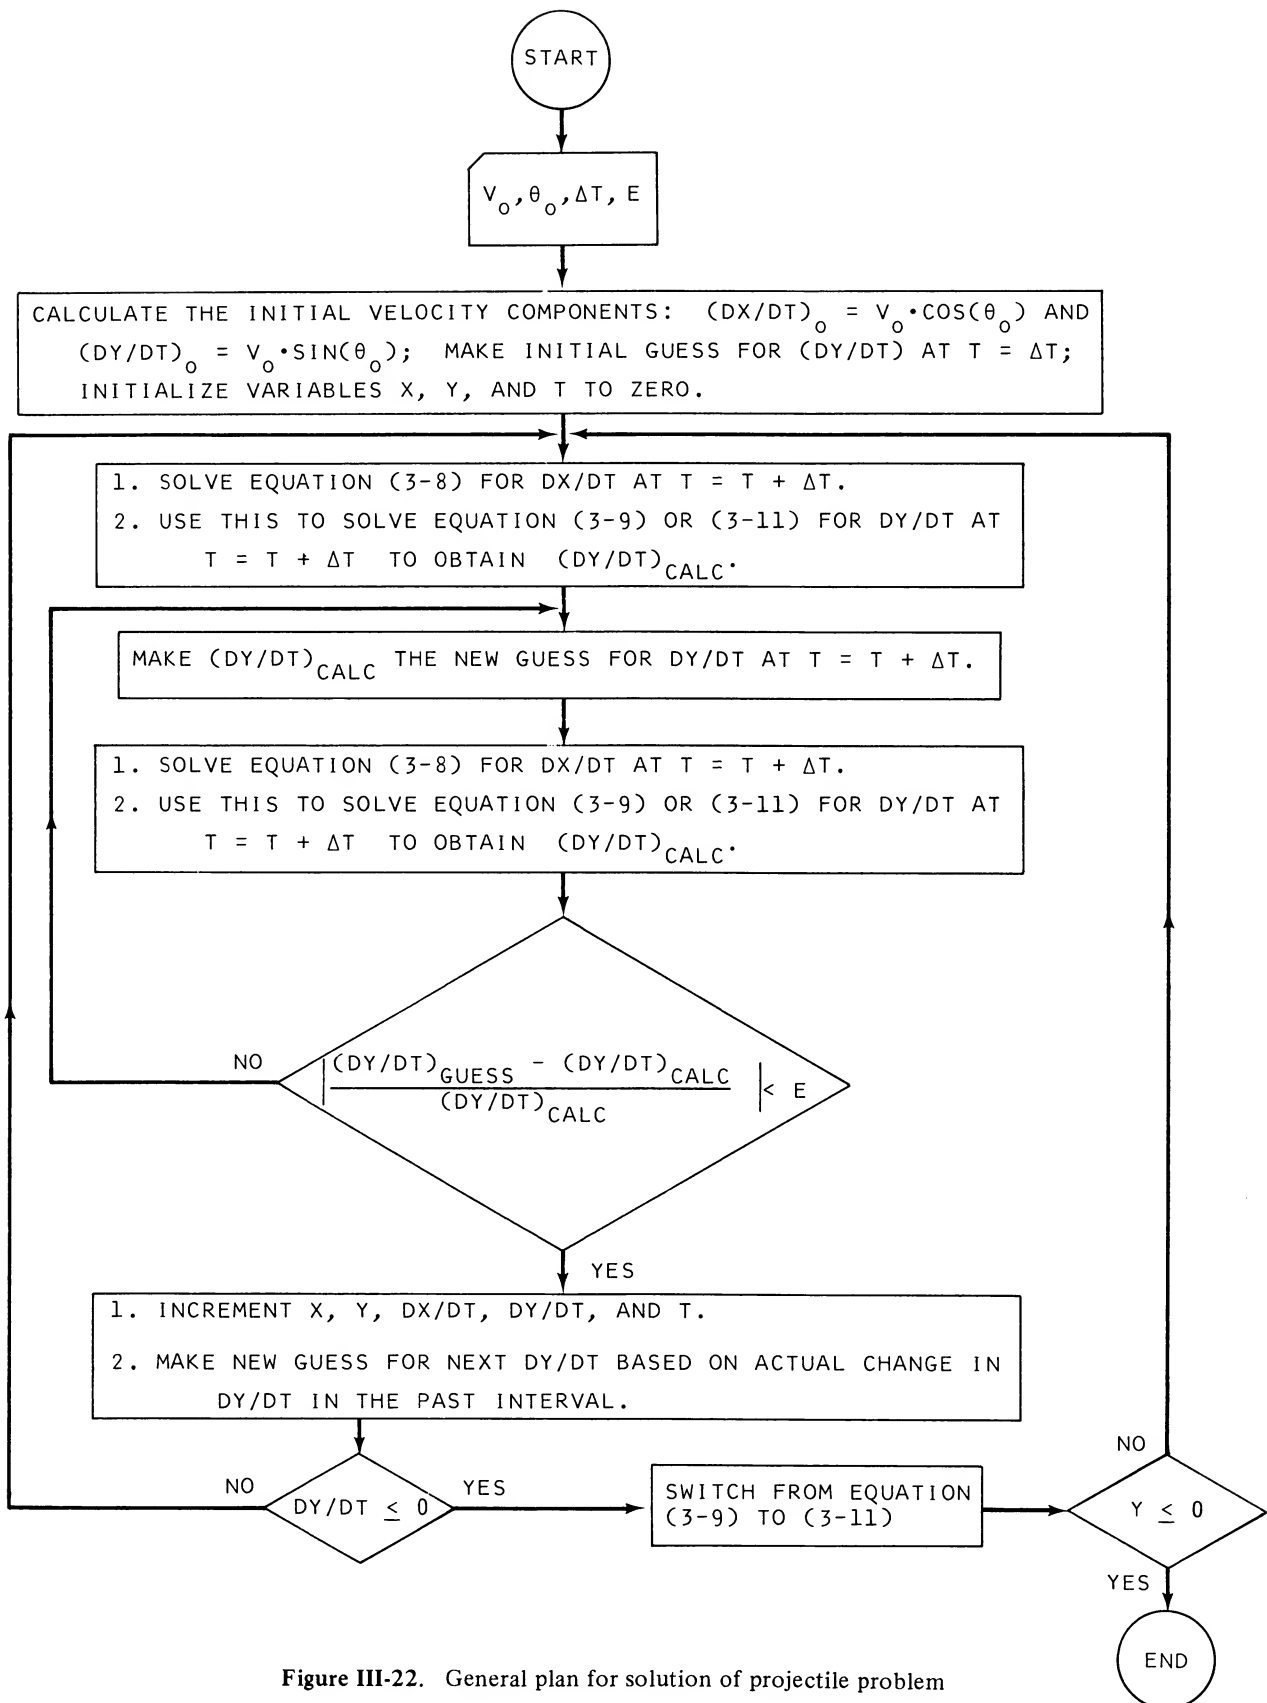 START
V₀,θ₀,ΔT, E
CALCULATE THE INITIAL VELOCITY COMPONENTS: (DX/DT)₀ = V₀•COS(θ₀) AND
(DY/DT)₀ = V₀•SIN(θ₀); MAKE INITIAL GUESS FOR (DY/DT) AT T = ΔT;
INITIALIZE VARIABLES X, Y, AND T TO ZERO.
1. SOLVE EQUATION (3-8) FOR DX/DT AT T = T + ΔT.
2. USE THIS TO SOLVE EQUATION (3-9) OR (3-11) FOR DY/DT AT
T = T + ΔT TO OBTAIN (DY/DT)CALC.
MAKE (DY/DT)CALC THE NEW GUESS FOR DY/DT AT T = T + ΔT.
1. SOLVE EQUATION (3-8) FOR DX/DT AT T = T + ΔT.
2. USE THIS TO SOLVE EQUATION (3-9) OR (3-11) FOR DY/DT AT
T = T + ΔT TO OBTAIN (DY/DT)CALC.
NO
|(DY/DT)GUESS - (DY/DT)CALC
(DY/DT)CALC
|< E
YES
1. INCREMENT X, Y, DX/DT, DY/DT, AND T.
2. MAKE NEW GUESS FOR NEXT DY/DT BASED ON ACTUAL CHANGE IN
DY/DT IN THE PAST INTERVAL.
NO
DY/DT ≤ 0
YES
SWITCH FROM EQUATION
(3-9) TO (3-11)
NO
Y ≤ 0
YES
END
Figure III-22. General plan for solution of projectile problem